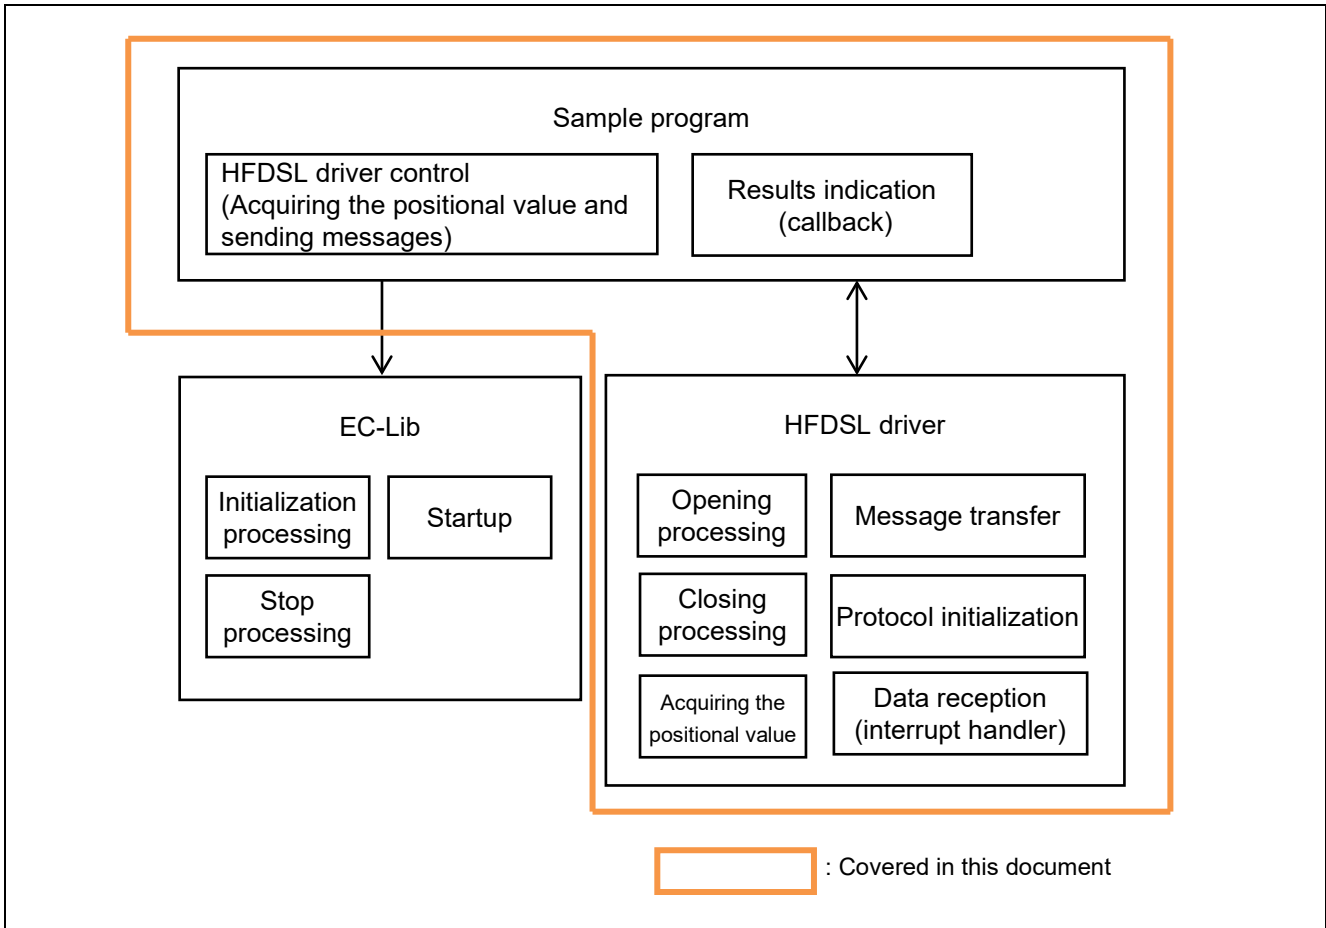 Sample program
HFDSL driver control
(Acquiring the positional value and
sending messages)
Results indication
(callback)
EC-Lib
Initialization
processing
Startup
Stop
processing
HFDSL driver
Opening
processing
Message transfer
Closing
processing
Protocol initialization
Acquiring the
positional value
Data reception
(interrupt handler)
: Covered in this document